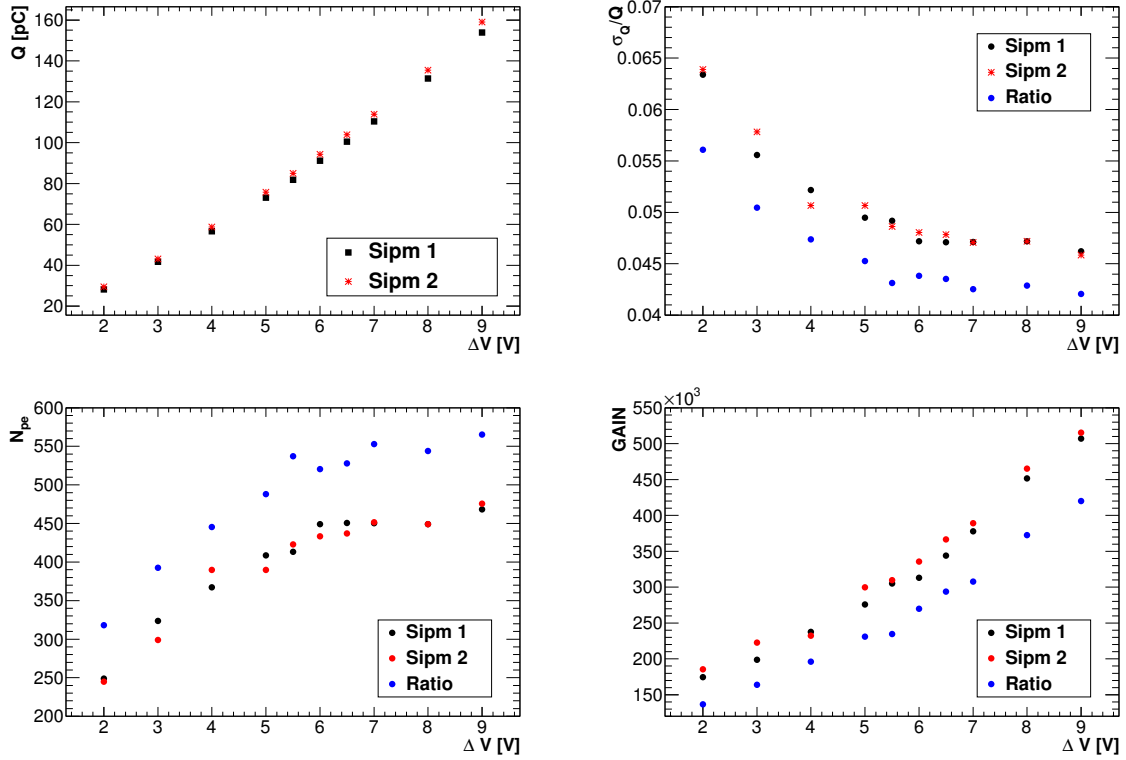 Q [pC]
160
140
120
100
80
60
40
20
Sipm 1
Sipm 2
2 3 4 5 6 7 8 9
Δ V [V]
σQ/Q
0.07
0.065
0.06
0.055
0.05
0.045
0.04
Sipm 1
Sipm 2
Ratio
2 3 4 5 6 7 8 9
Δ V [V]
Npe
600
550
500
450
400
350
300
250
200
Sipm 1
Sipm 2
Ratio
2 3 4 5 6 7 8 9
Δ V [V]
GAIN
×10³
550
500
450
400
350
300
250
200
150
Sipm 1
Sipm 2
Ratio
2 3 4 5 6 7 8 9
Δ V [V]